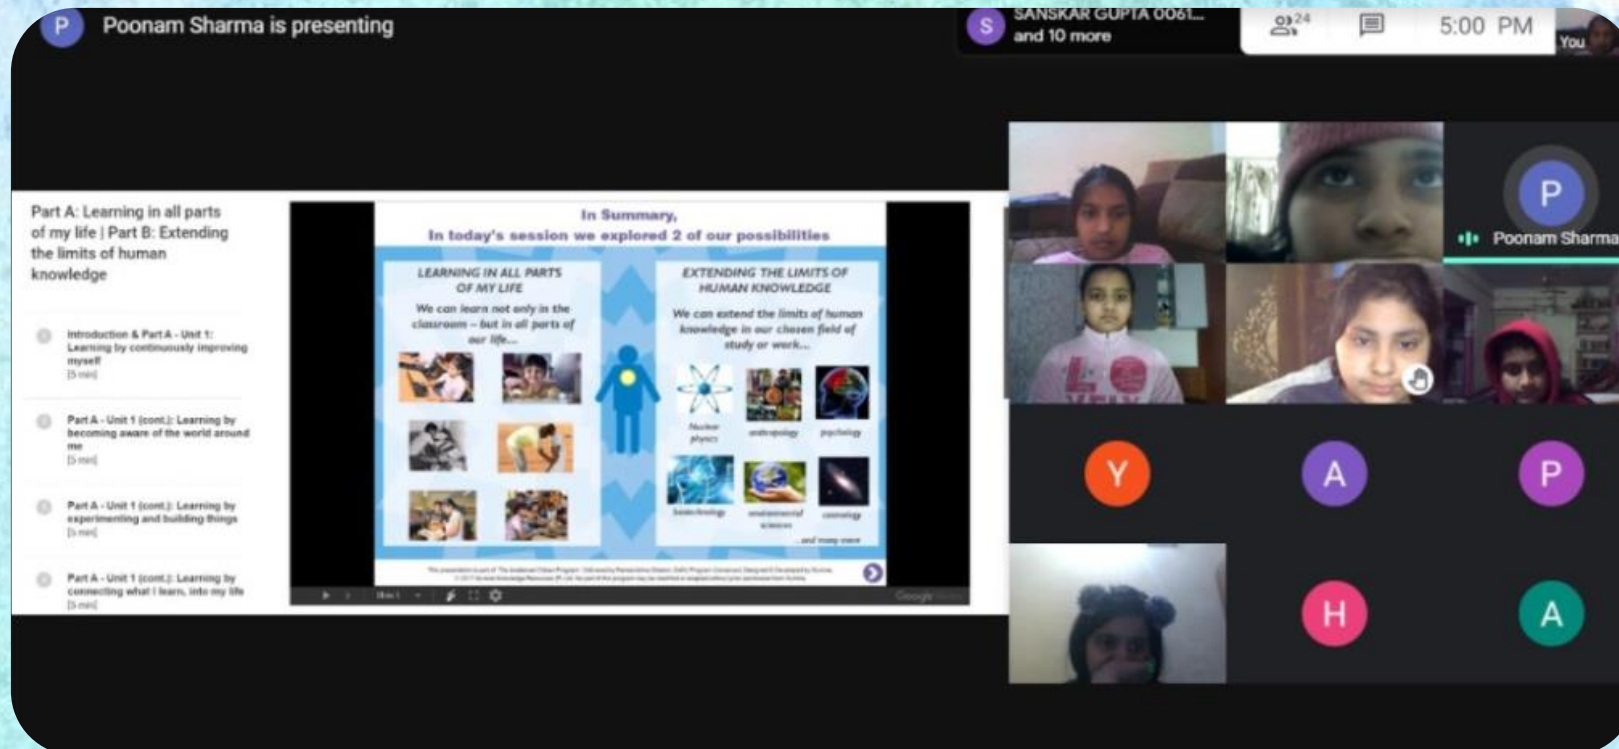 P
Poonam Sharma is presenting
S
SANSKAR GUPTA 0061...
and 10 more
24
5:00 PM
You
Part A: Learning in all parts
of my life | Part B: Extending
the limits of human
knowledge
Introduction & Part A - Unit 1:
Learning by continuously improving
myself
[5 min]
Part A - Unit 1 (cont.): Learning by
becoming aware of the world around
me
[5 min]
Part A - Unit 1 (cont.): Learning by
experimenting and building things
[5 min]
Part A - Unit 1 (cont.): Learning by
connecting what I learn, into my life
[5 min]
In Summary,
In today's session we explored 2 of our possibilities
LEARNING IN ALL PARTS
OF MY LIFE
We can learn not only in the
classroom – but in all parts of
our life...
EXTENDING THE LIMITS OF
HUMAN KNOWLEDGE
We can extend the limits of human
knowledge in our chosen field of
study or work...
Nuclear
physics
anthropology
psychology
biotechnology
environmental
sciences
cosmology
...and many more
Google
P
Poonam Sharma
Y
A
P
H
A